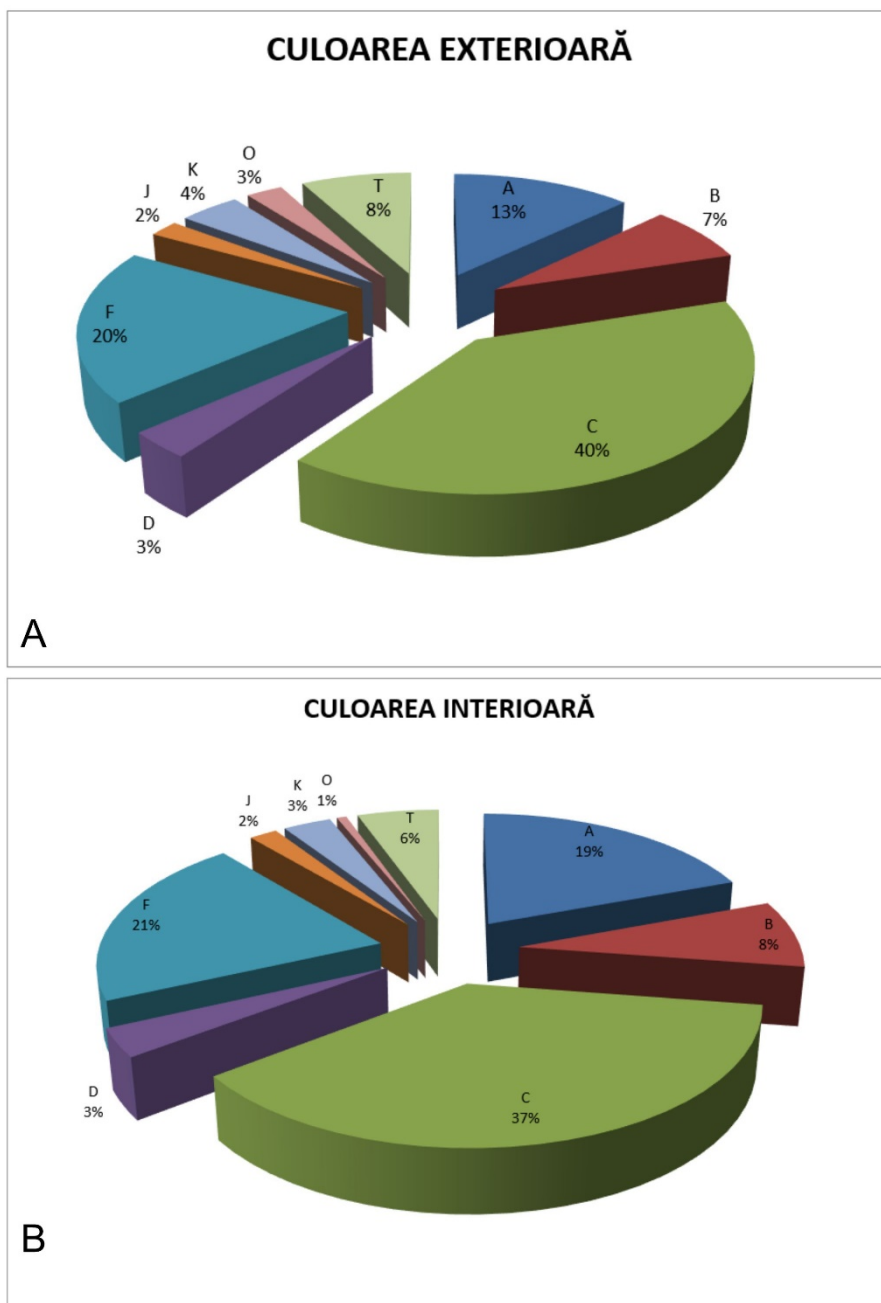 CULOAREA EXTERIOARĂ
A
13%
B
7%
C
40%
D
3%
F
20%
J
2%
K
4%
O
3%
T
8%
A
CULOAREA INTERIOARĂ
A
19%
B
8%
C
37%
D
3%
F
21%
J
2%
K
3%
O
1%
T
6%
B